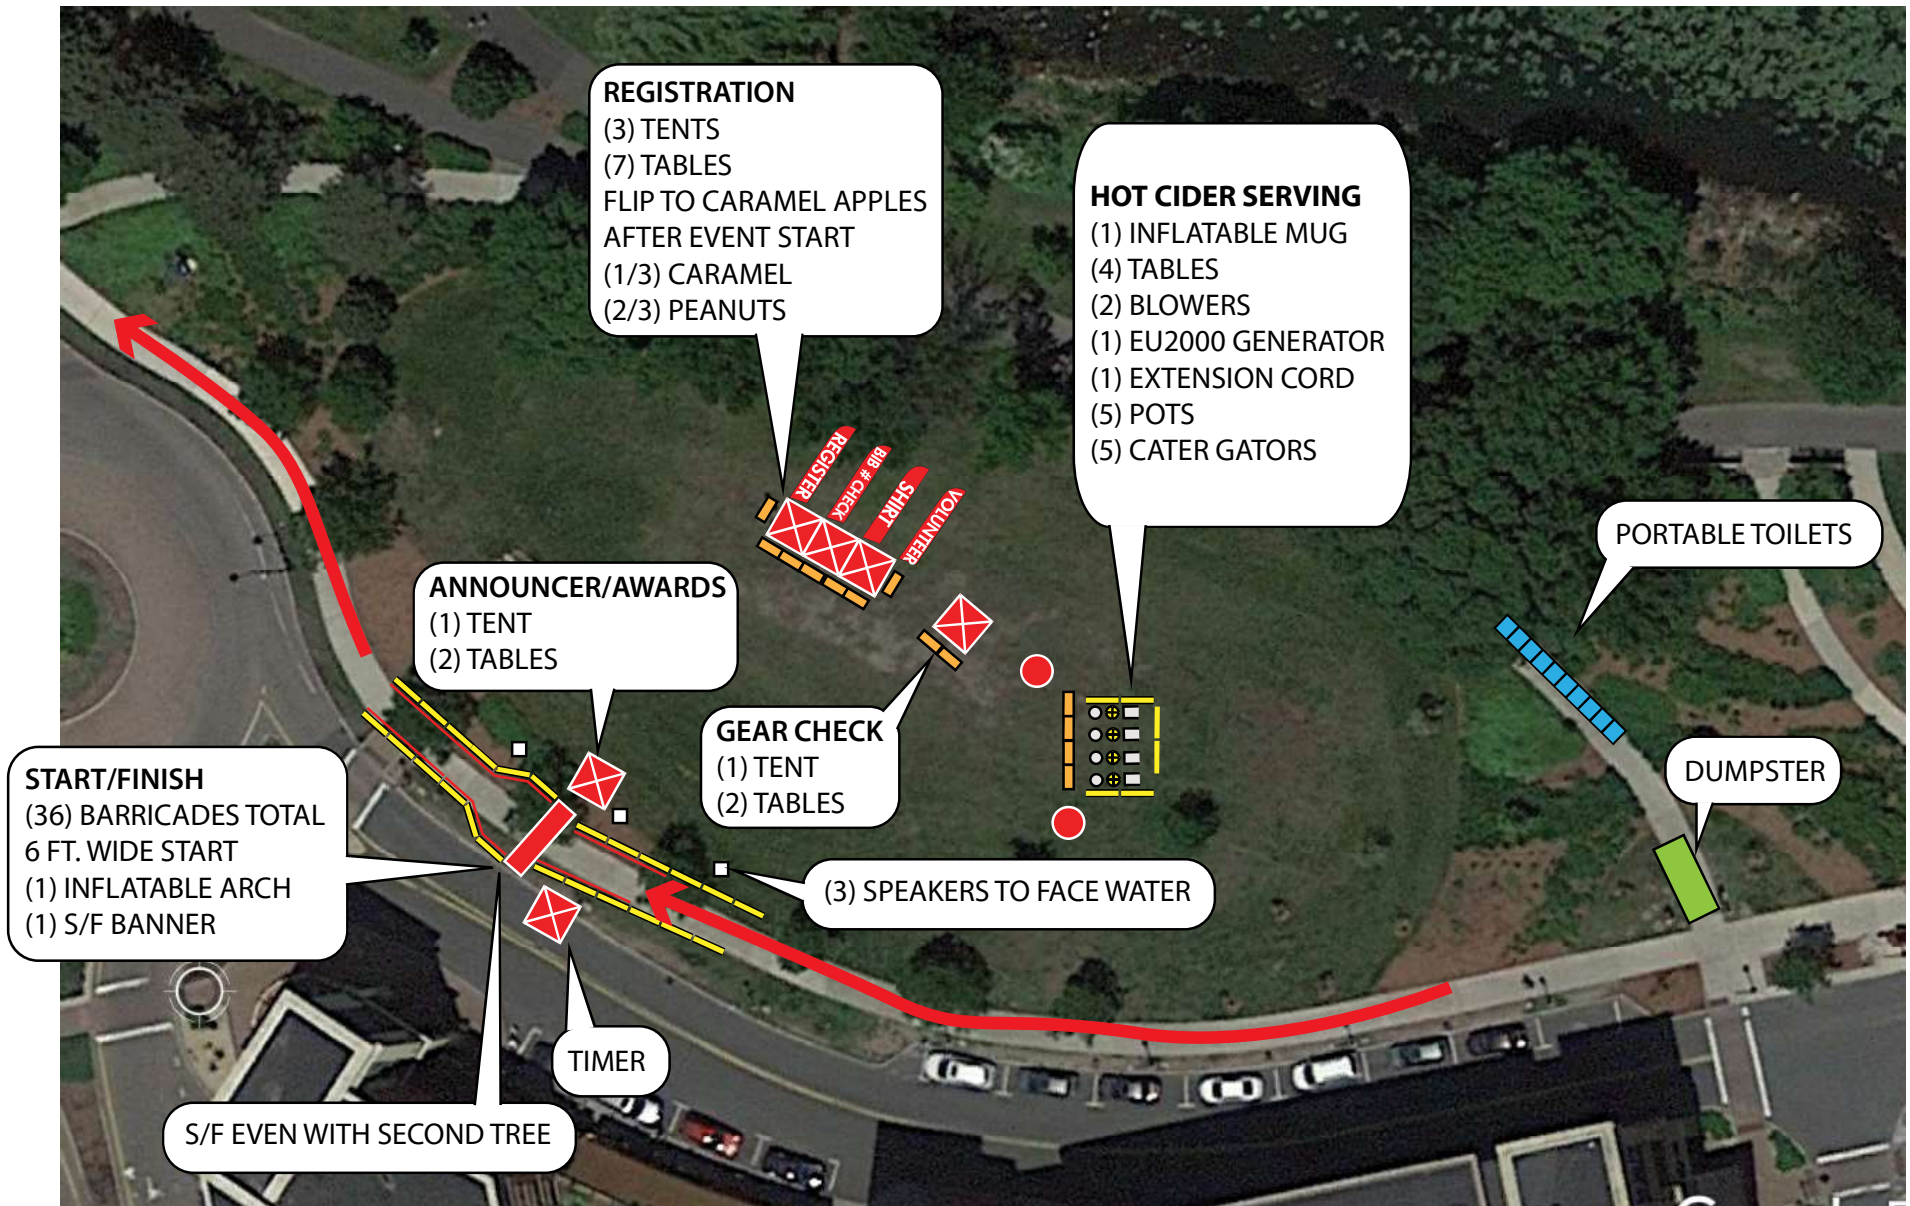 REGISTRATION
(3) TENTS
(7) TABLES
FLIP TO CARAMEL APPLES
AFTER EVENT START
(1/3) CARAMEL
(2/3) PEANUTS
HOT CIDER SERVING
(1) INFLATABLE MUG
(4) TABLES
(2) BLOWERS
(1) EU2000 GENERATOR
(1) EXTENSION CORD
(5) POTS
(5) CATER GATORS
REGISTER
BIB # CHECK
SHIRT
VOLUNTEER
PORTABLE TOILETS
ANNOUNCER/AWARDS
(1) TENT
(2) TABLES
GEAR CHECK
(1) TENT
(2) TABLES
START/FINISH
(36) BARRICADES TOTAL
6 FT. WIDE START
(1) INFLATABLE ARCH
(1) S/F BANNER
DUMPSTER
(3) SPEAKERS TO FACE WATER
TIMER
S/F EVEN WITH SECOND TREE